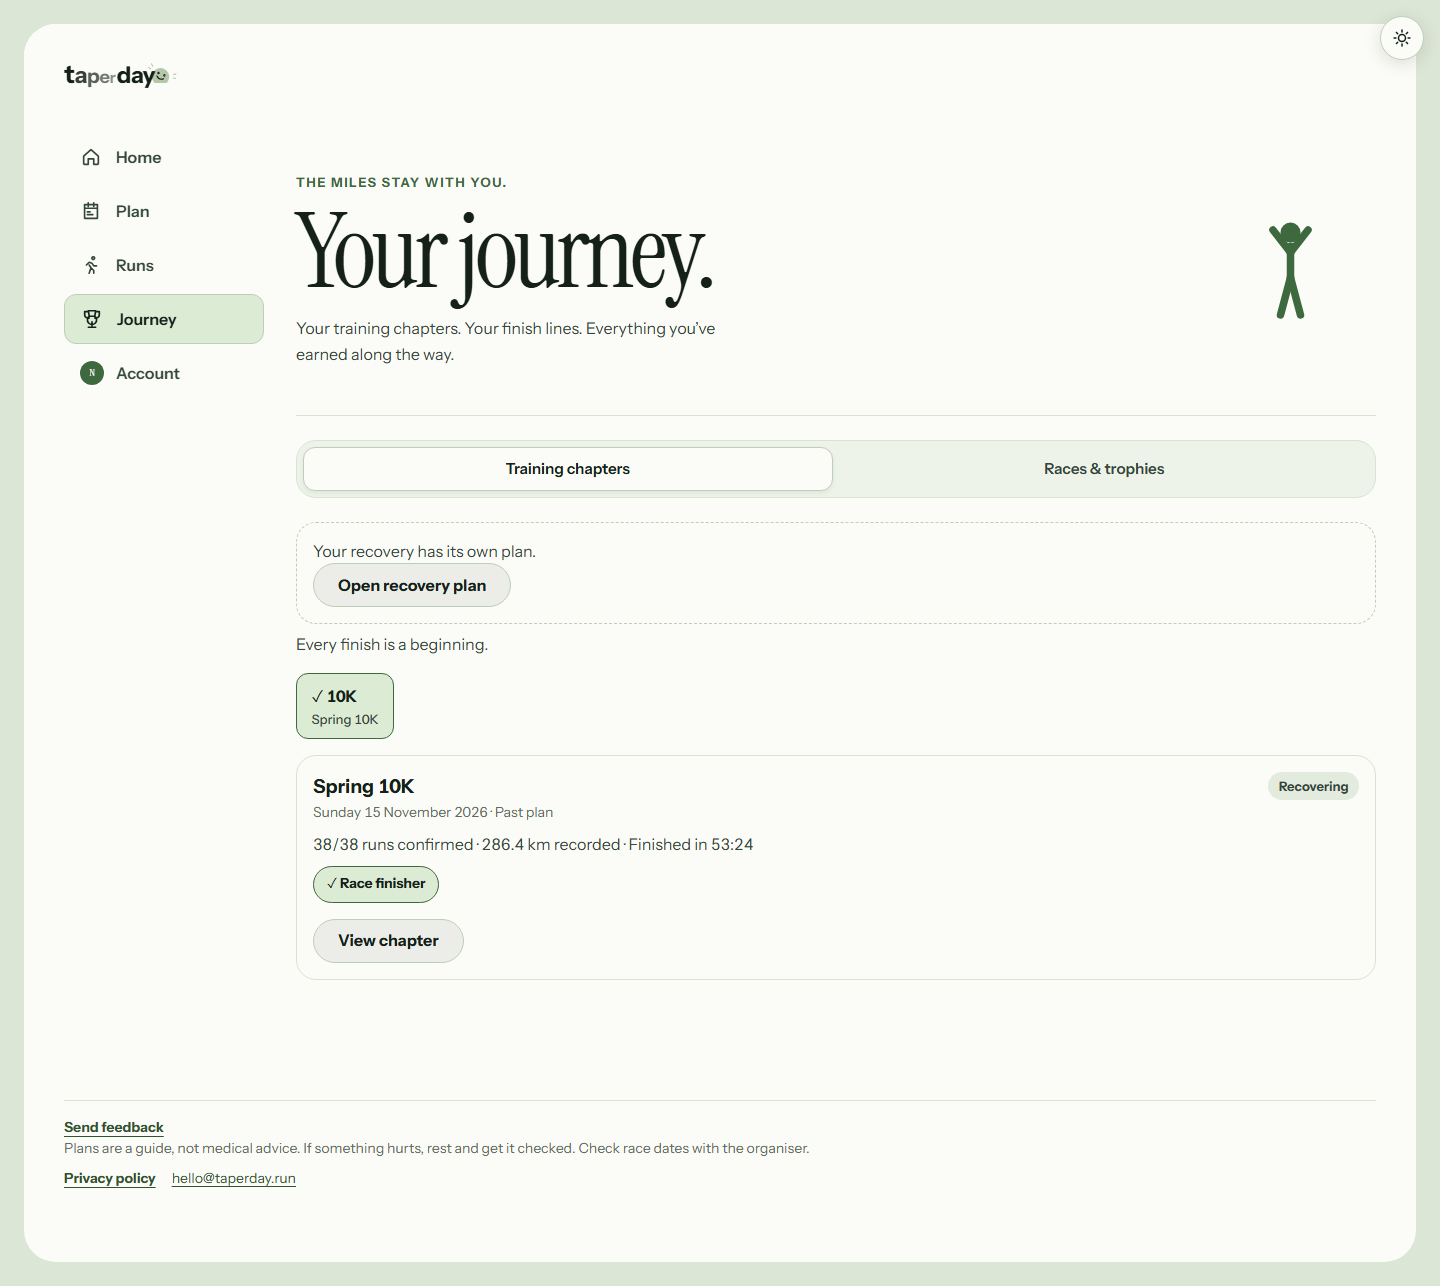 taperday
Home
Plan
Runs
Journey
N
Account
THE MILES STAY WITH YOU.
Your journey.
Your training chapters. Your finish lines. Everything you’ve
earned along the way.
Training chapters
Races & trophies
Your recovery has its own plan.
Open recovery plan
Every finish is a beginning.
✓ 10K
Spring 10K
Spring 10K
Recovering
Sunday 15 November 2026 · Past plan
38/38 runs confirmed · 286.4 km recorded · Finished in 53:24
✓ Race finisher
View chapter
Send feedback
Plans are a guide, not medical advice. If something hurts, rest and get it checked. Check race dates with the organiser.
Privacy policy
hello@taperday.run